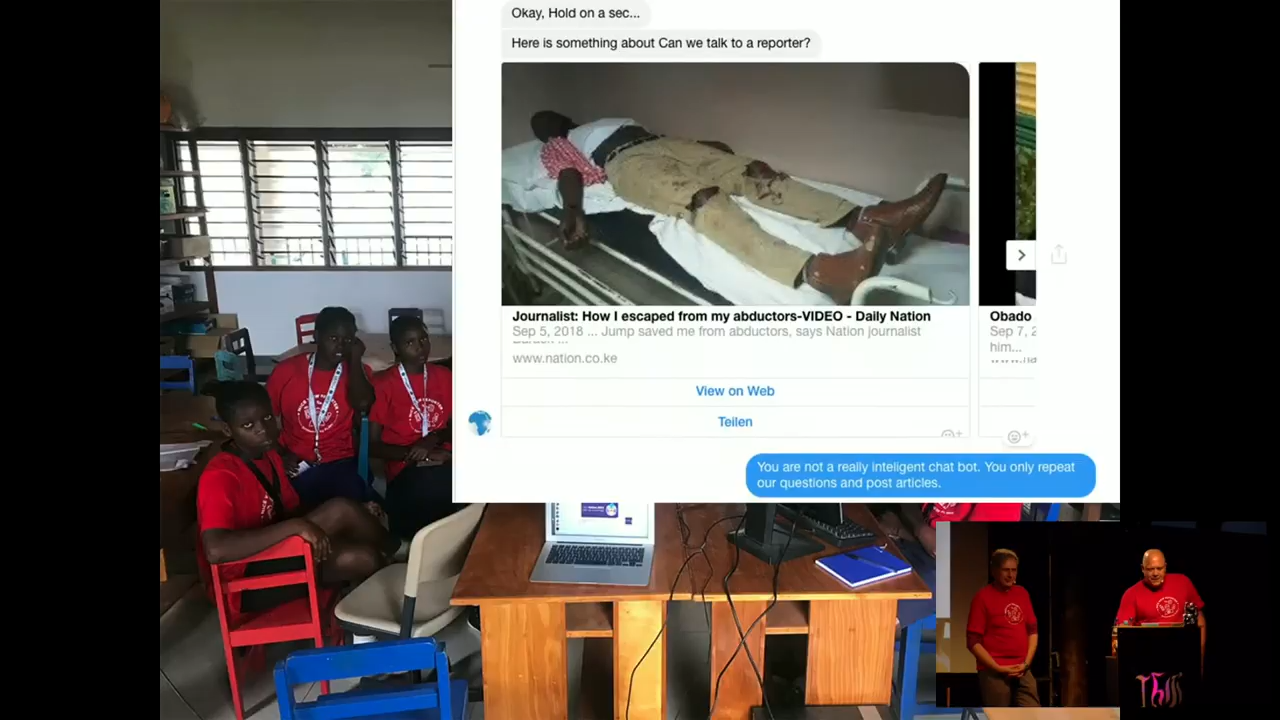 Okay, Hold on a sec...
Here is something about Can we talk to a reporter?
Journalist: How I escaped from my abductors-VIDEO - Daily Nation
Sep 5, 2018 ... Jump saved me from abductors, says Nation journalist
www.nation.co.ke
View on Web
Teilen
Obado
Sep 7, 2
him...
You are not a really inteligent chat bot. You only repeat
our questions and post articles.